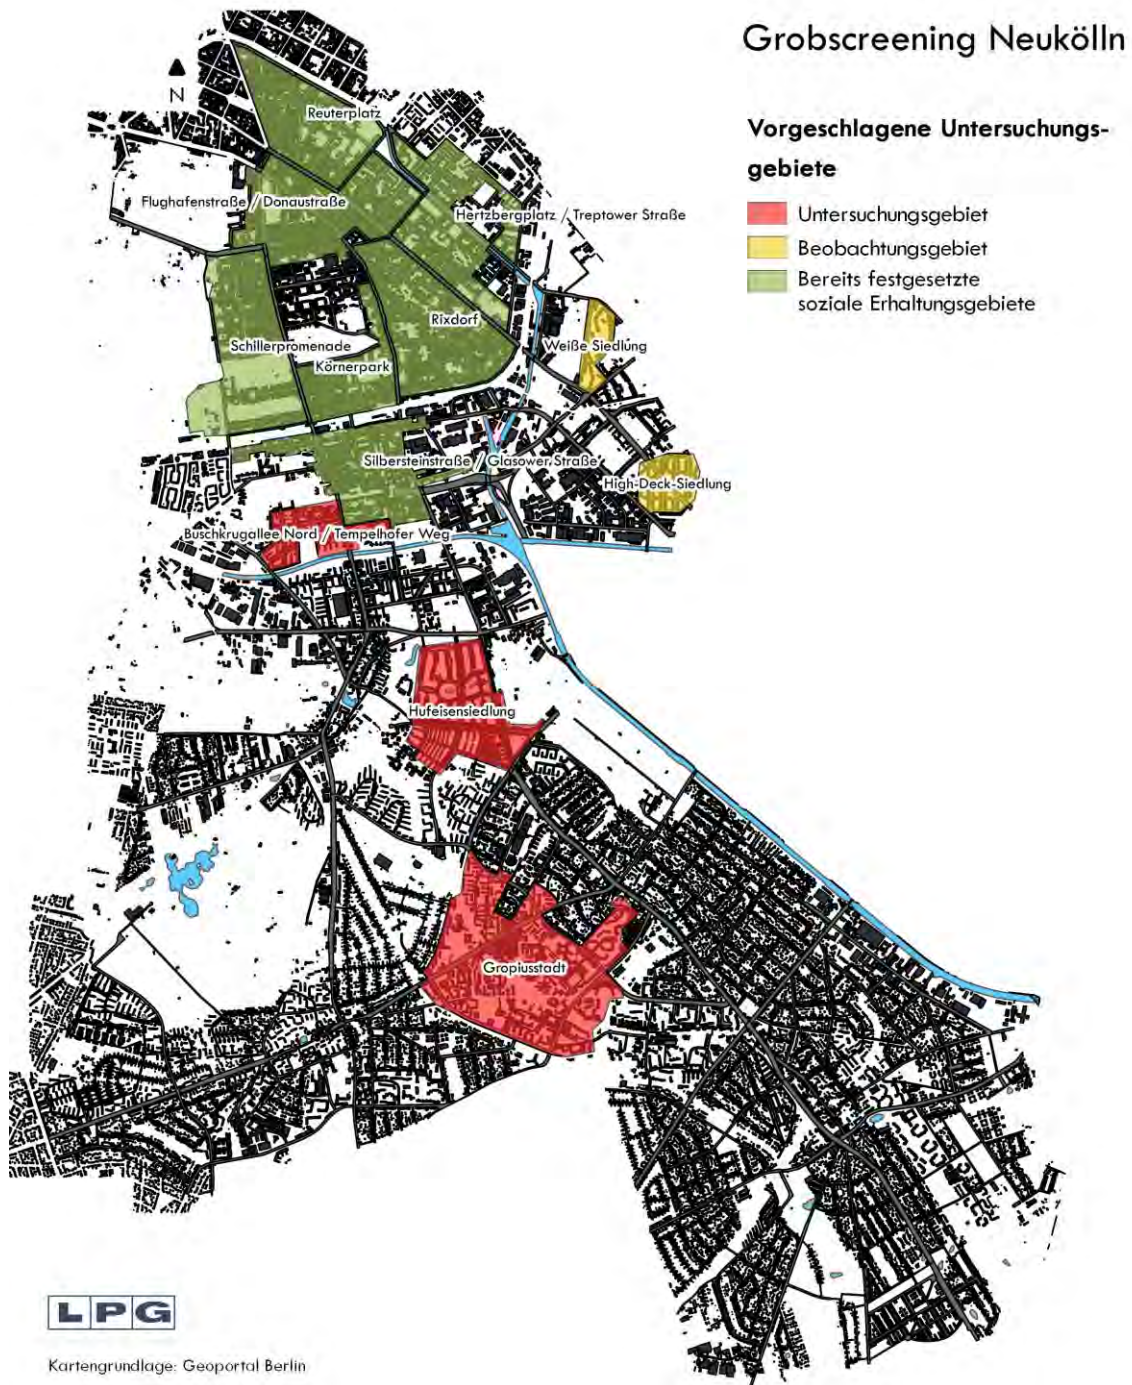 Grobscreening Neukölln
Vorgeschlagene Untersuchungs-
gebiete
Untersuchungsgebiet
Beobachtungsgebiet
Bereits festgesetzte
soziale Erhaltungsgebiete
N
Reuterplatz
Flughafenstraße / Donaustraße
Hertzbergplatz / Treptower Straße
Rixdorf
Schillerpromenade
Körnerpark
Weiße Siedlung
Silbersteinstraße / Glasower Straße
High-Deck-Siedlung
Buschkrugallee Nord / Tempelhofer Weg
Hufeisensiedlung
Gropiusstadt
LPG
Kartengrundlage: Geoportal Berlin